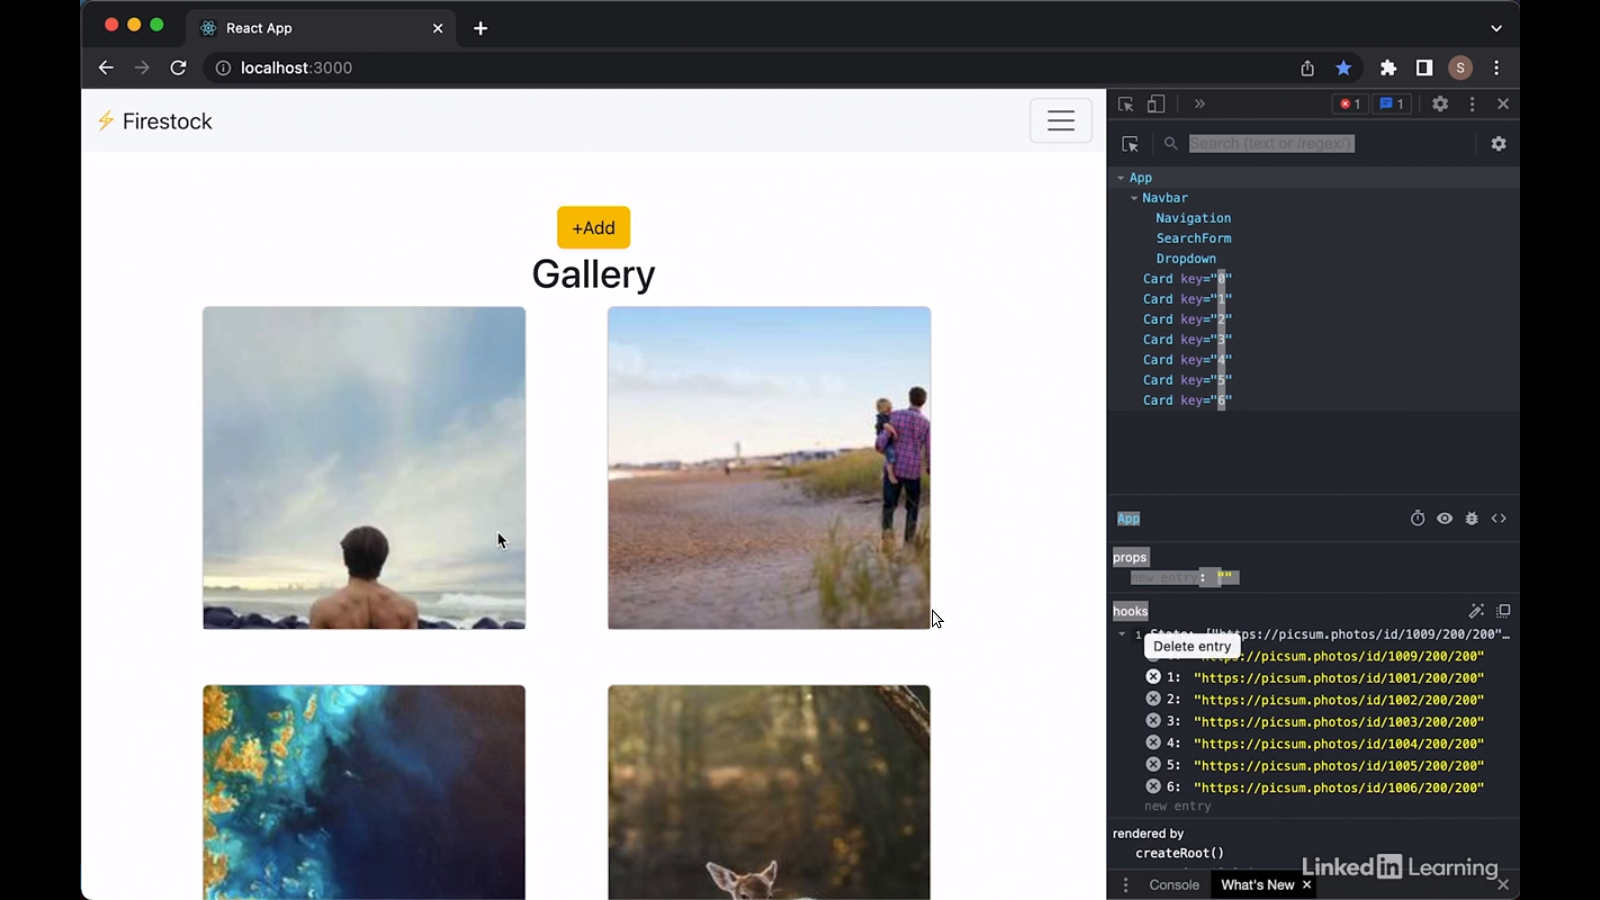 React App
localhost:3000
S
Firestock
+Add
Gallery
1
1
Search (text or /regex/)
App
Navbar
Navigation
SearchForm
Dropdown
Card key="0"
Card key="1"
Card key="2"
Card key="3"
Card key="4"
Card key="5"
Card key="6"
App
props
new entry: ""
hooks
1 State: ["https://picsum.photos/id/1009/200/200"…
Delete entry
"https://picsum.photos/id/1009/200/200"
1: "https://picsum.photos/id/1001/200/200"
2: "https://picsum.photos/id/1002/200/200"
3: "https://picsum.photos/id/1003/200/200"
4: "https://picsum.photos/id/1004/200/200"
5: "https://picsum.photos/id/1005/200/200"
6: "https://picsum.photos/id/1006/200/200"
new entry
rendered by
createRoot()
LinkedIn Learning
Console What's New